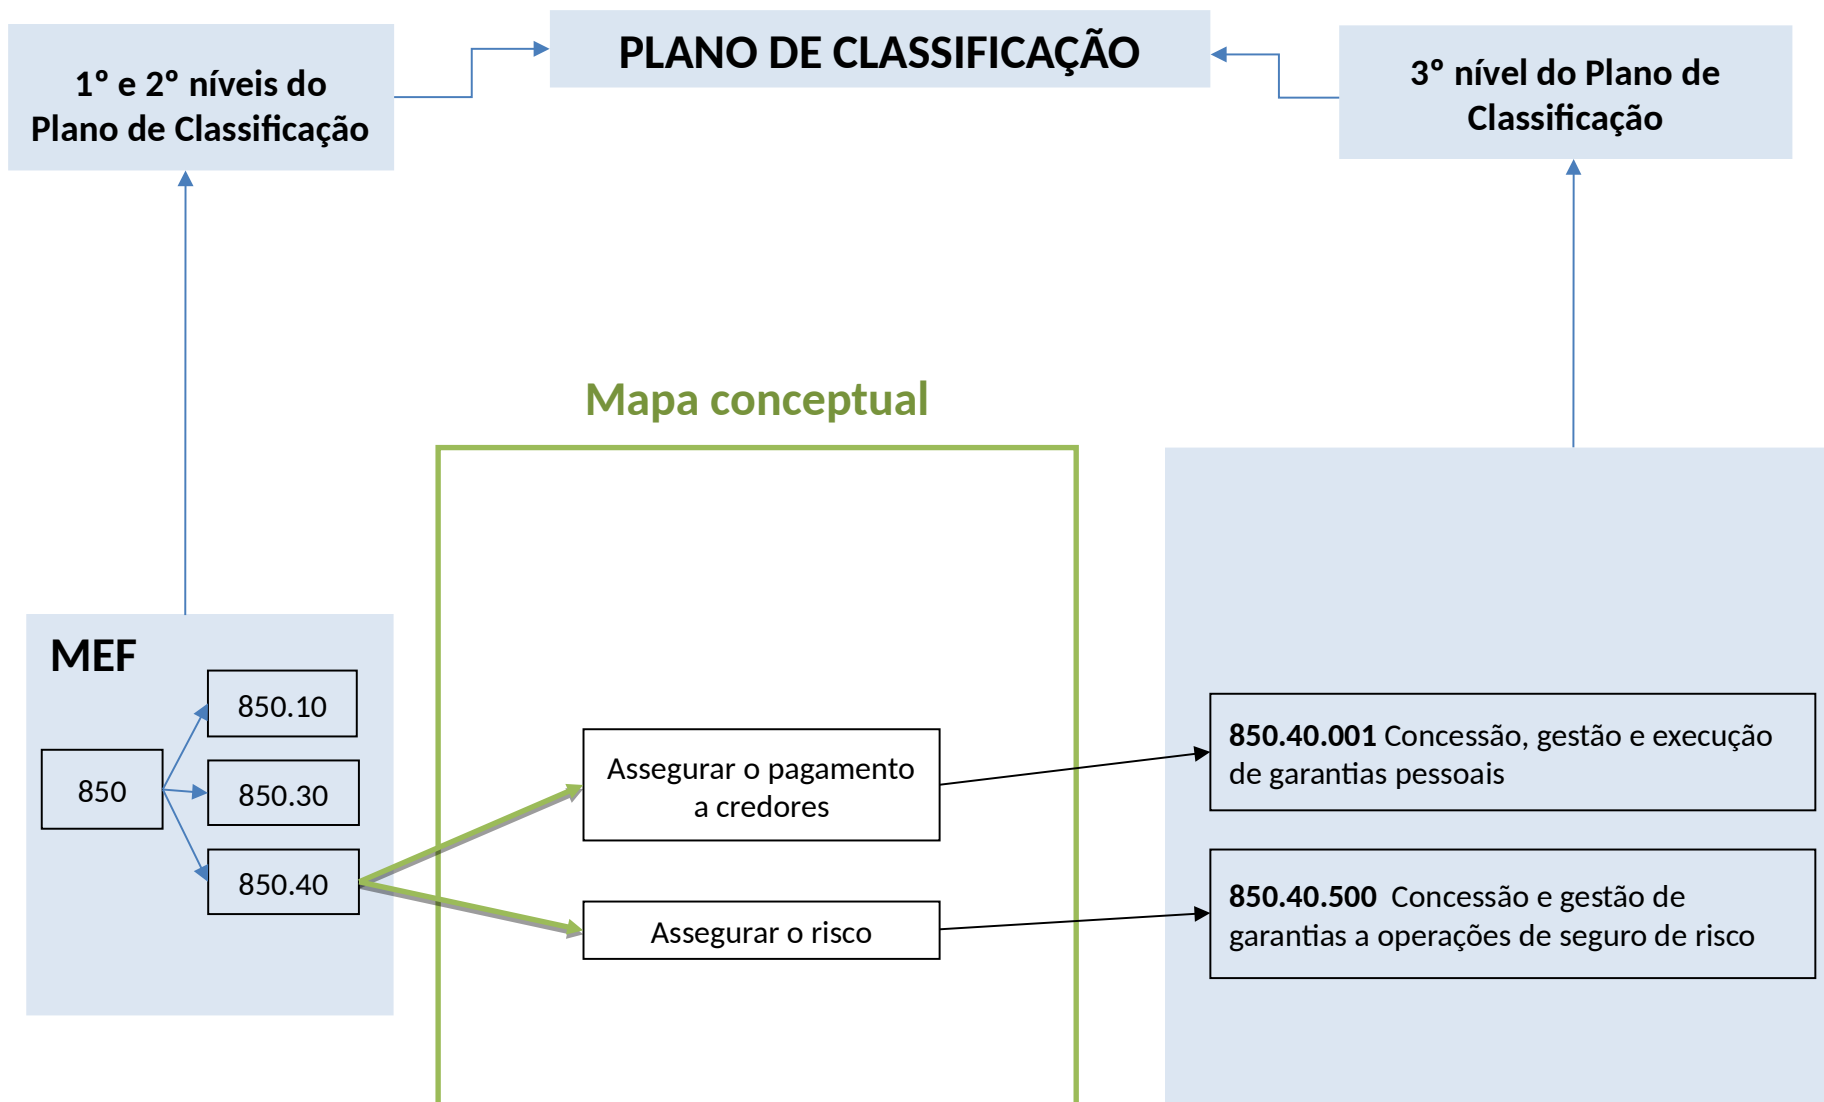 PLANO DE CLASSIFICAÇÃO
1º e 2º níveis do
Plano de Classificação
3º nível do Plano de
Classificação
Mapa conceptual
MEF
850
850.10
850.30
850.40
Assegurar o pagamento
a credores
Assegurar o risco
850.40.001 Concessão, gestão e execução
de garantias pessoais
850.40.500 Concessão e gestão de
garantias a operações de seguro de risco